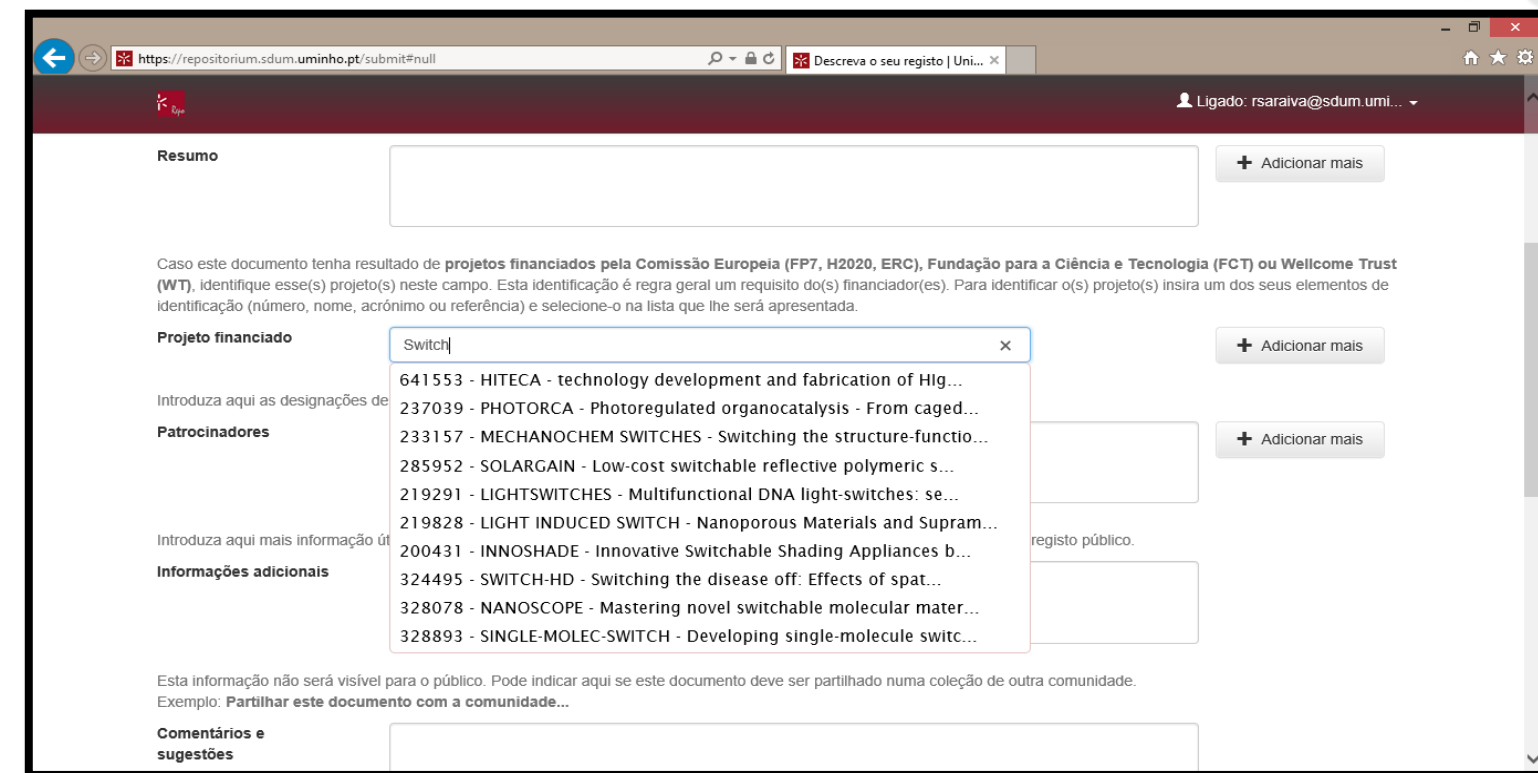 https://repositorium.sdum.uminho.pt/submit#null
Descreva o seu registo | Uni...
Repo
Ligado: rsaraiva@sdum.umi...
Resumo
Adicionar mais
Caso este documento tenha resultado de projetos financiados pela Comissão Europeia (FP7, H2020, ERC), Fundação para a Ciência e Tecnologia (FCT) ou Wellcome Trust
(WT), identifique esse(s) projeto(s) neste campo. Esta identificação é regra geral um requisito do(s) financiador(es). Para identificar o(s) projeto(s) insira um dos seus elementos de
identificação (número, nome, acrónimo ou referência) e selecione-o na lista que lhe será apresentada.
Projeto financiado
Switch
Adicionar mais
641553 - HITECA - technology development and fabrication of HIg...
237039 - PHOTORCA - Photoregulated organocatalysis - From caged...
233157 - MECHANOCHEM SWITCHES - Switching the structure-functio...
285952 - SOLARGAIN - Low-cost switchable reflective polymeric s...
219291 - LIGHTSWITCHES - Multifunctional DNA light-switches: se...
219828 - LIGHT INDUCED SWITCH - Nanoporous Materials and Supram...
200431 - INNOSHADE - Innovative Switchable Shading Appliances b...
324495 - SWITCH-HD - Switching the disease off: Effects of spat...
328078 - NANOSCOPE - Mastering novel switchable molecular mater...
328893 - SINGLE-MOLEC-SWITCH - Developing single-molecule switc...
Introduza aqui as designações de
Patrocinadores
Adicionar mais
Introduza aqui mais informação út
registo público.
Informações adicionais
Esta informação não será visível para o público. Pode indicar aqui se este documento deve ser partilhado numa coleção de outra comunidade.
Exemplo: Partilhar este documento com a comunidade...
Comentários e
sugestões